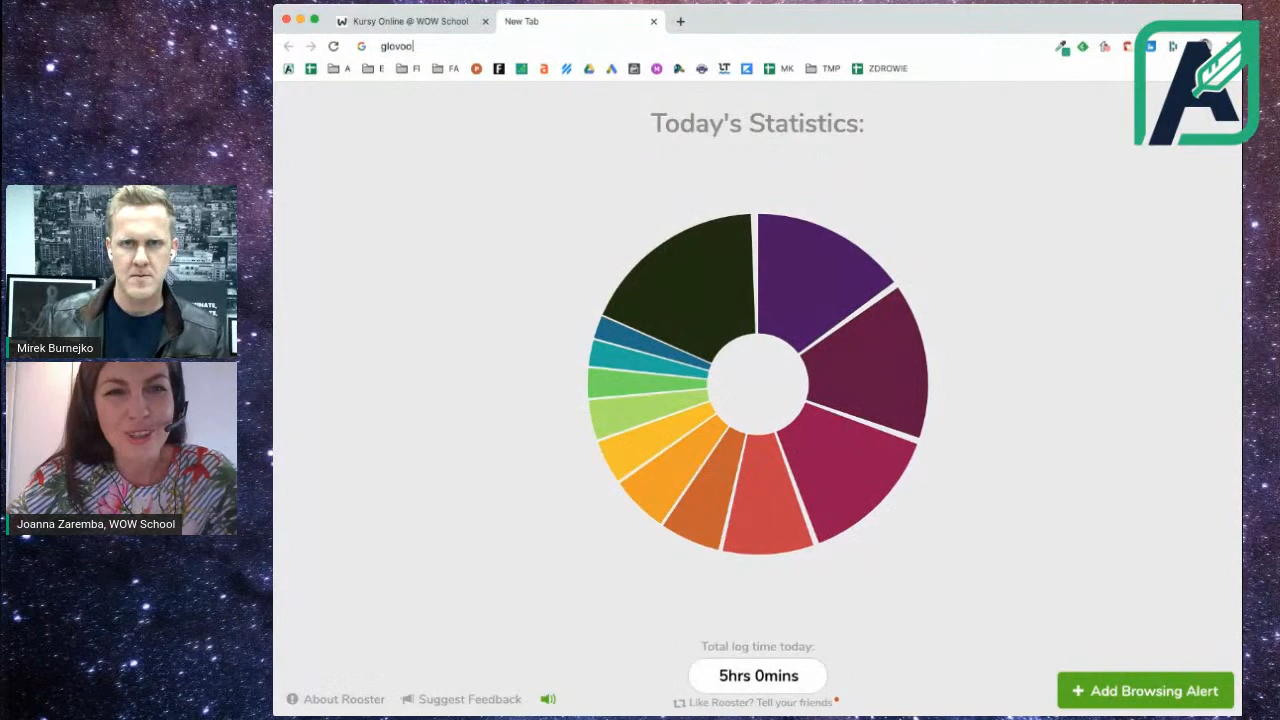 Kursy Online @ WOW School
New Tab
glovoo
A
E
FI
FA
MK
TMP
ZDROWIE
Today's Statistics:
Mirek Burnejko
Joanna Zaremba, WOW School
Total log time today:
5hrs 0mins
Like Rooster? Tell your friends
About Rooster
Suggest Feedback
+ Add Browsing Alert
A